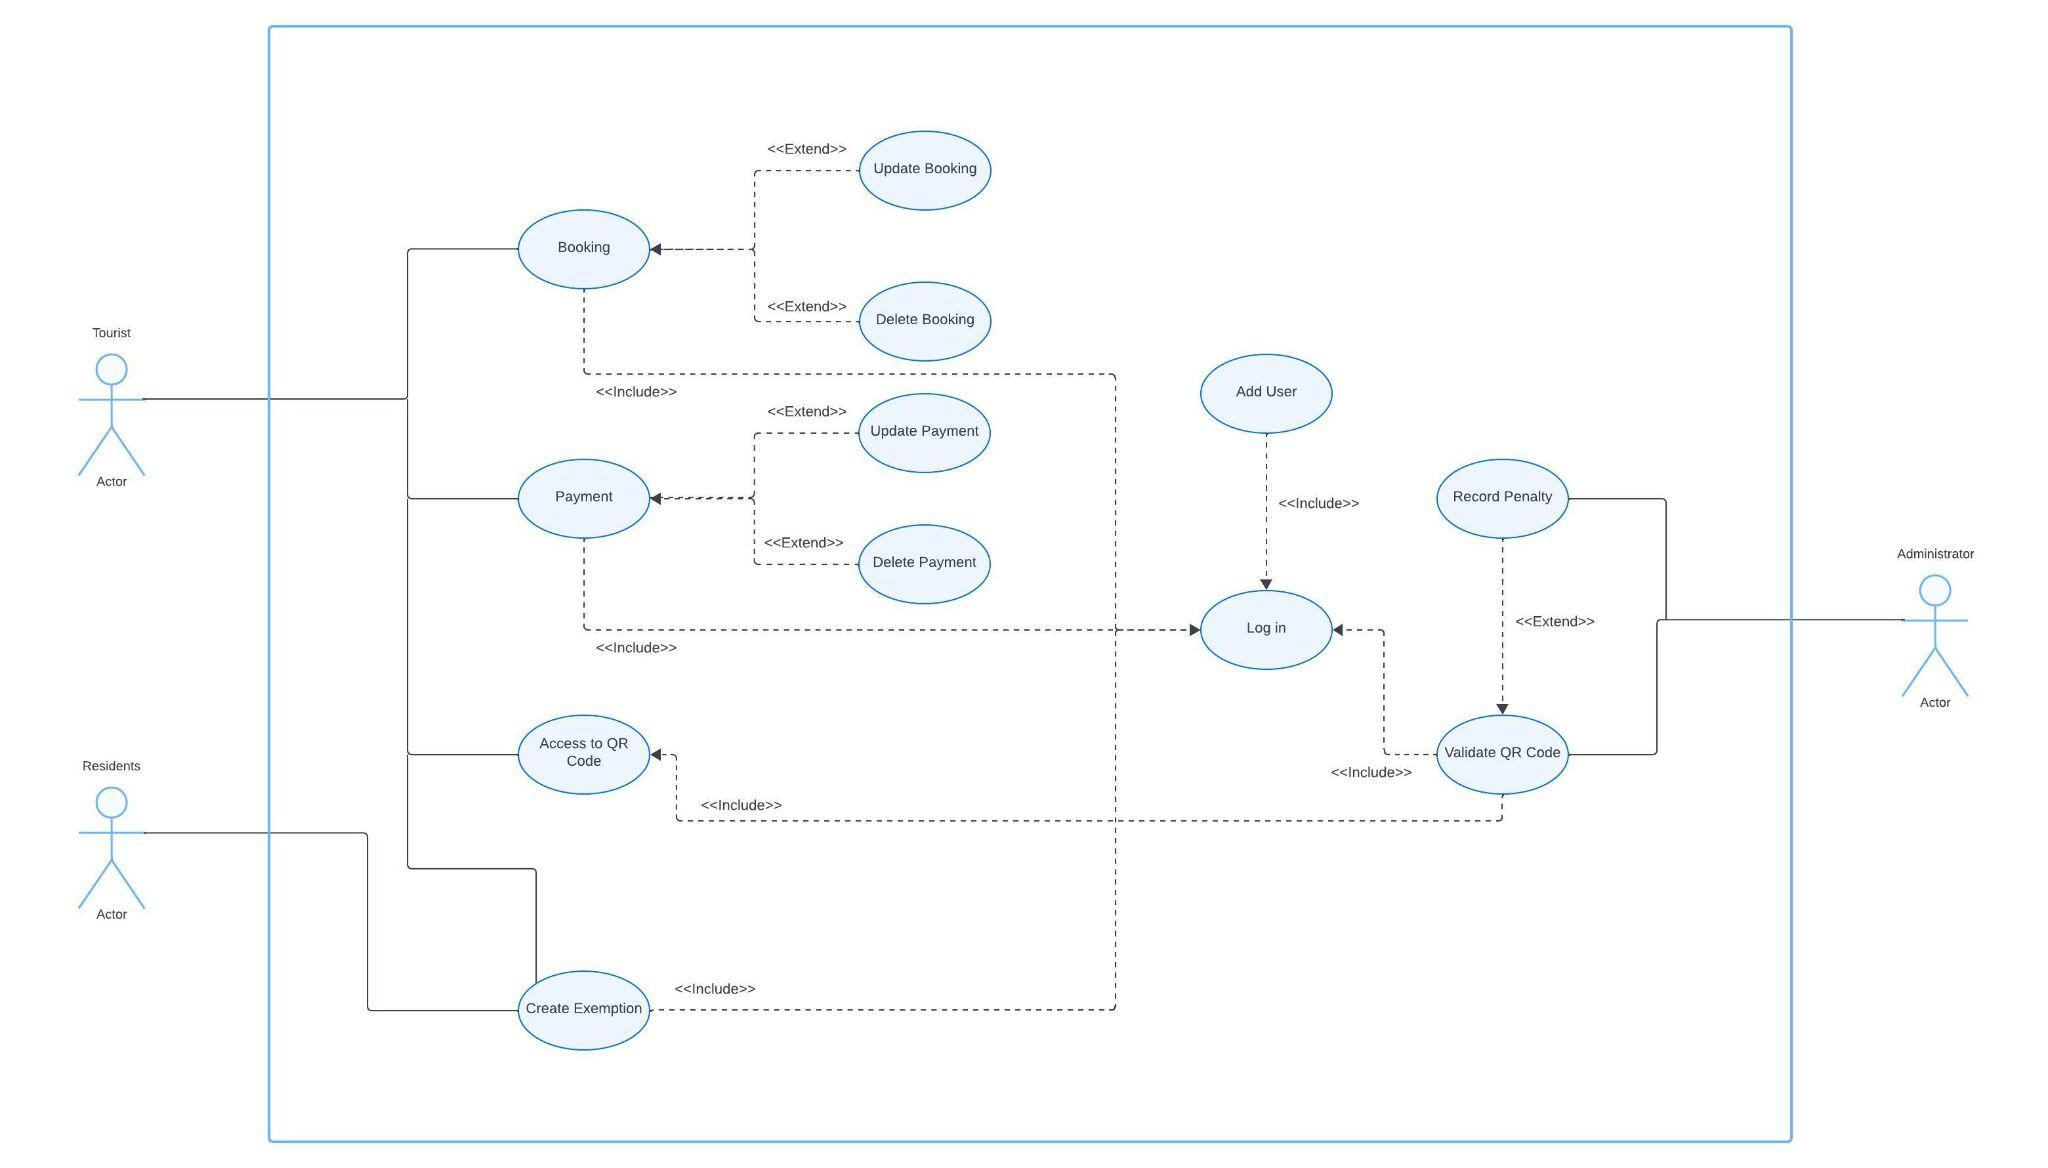 <<Extend>>
Update Booking
Booking
<<Extend>>
Delete Booking
Tourist
Actor
<<Include>>
<<Extend>>
Update Payment
Add User
Payment
<<Extend>>
Delete Payment
<<Include>>
Record Penalty
Administrator
Actor
<<Include>>
Log in
<<Extend>>
Residents
Actor
Access to QR
Code
Validate QR Code
<<Include>>
<<Include>>
<<Include>>
Create Exemption